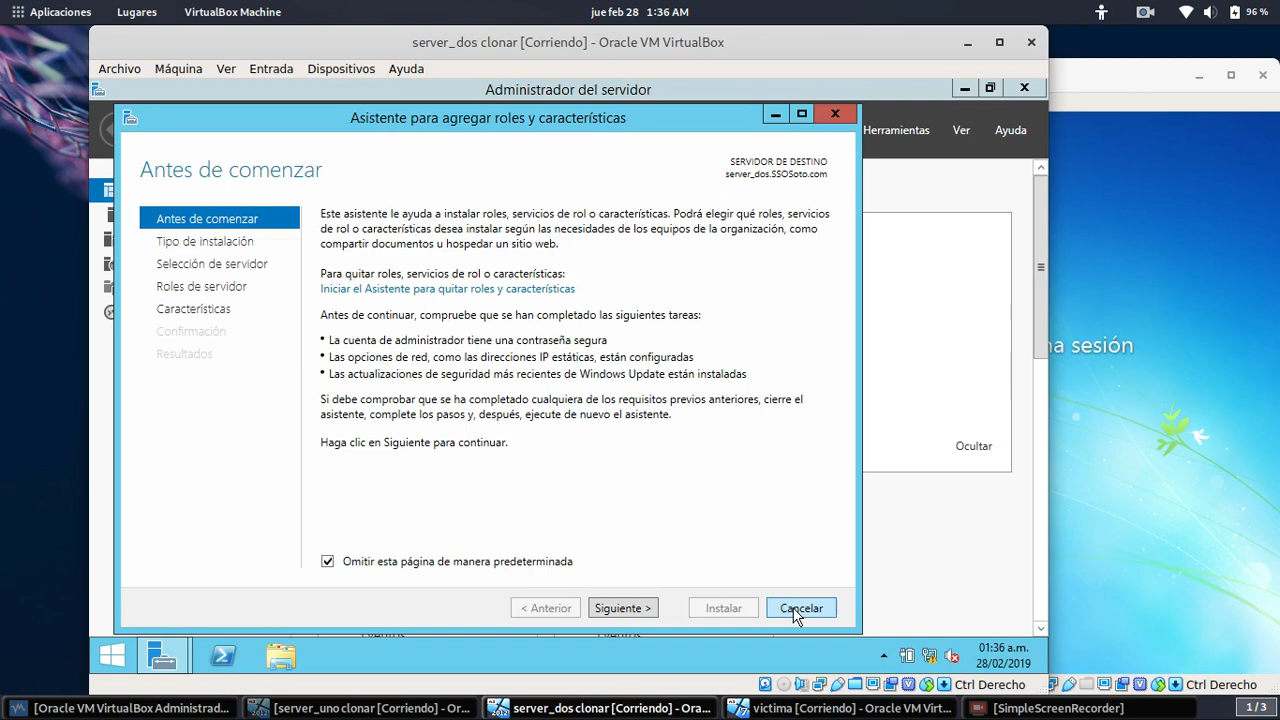 Aplicaciones Lugares VirtualBox Machine jue feb 28 1:36 AM 96 %
server_dos clonar [Corriendo] - Oracle VM VirtualBox
Archivo Máquina Ver Entrada Dispositivos Ayuda
Administrador del servidor
Asistente para agregar roles y características
Herramientas Ver Ayuda
Antes de comenzar
SERVIDOR DE DESTINO
server_dos.SSOSoto.com
Antes de comenzar
Tipo de instalación
Selección de servidor
Roles de servidor
Características
Confirmación
Resultados
Este asistente le ayuda a instalar roles, servicios de rol o características. Podrá elegir qué roles, servicios
de rol o características desea instalar según las necesidades de los equipos de la organización, como
compartir documentos u hospedar un sitio web.
Para quitar roles, servicios de rol o características:
Iniciar el Asistente para quitar roles y características
Antes de continuar, compruebe que se han completado las siguientes tareas:
• La cuenta de administrador tiene una contraseña segura
• Las opciones de red, como las direcciones IP estáticas, están configuradas
• Las actualizaciones de seguridad más recientes de Windows Update están instaladas
Si debe comprobar que se ha completado cualquiera de los requisitos previos anteriores, cierre el
asistente, complete los pasos y, después, ejecute de nuevo el asistente.
Haga clic en Siguiente para continuar.
Omitir esta página de manera predeterminada
< Anterior Siguiente > Instalar Cancelar
Ocultar
na sesión
01:36 a.m.
28/02/2019
Ctrl Derecho
Ctrl Derecho
[Oracle VM VirtualBox Administrad... [server_uno clonar [Corriendo] - Ora... server_dos clonar [Corriendo] - Ora... victima [Corriendo] - Oracle VM Virt... [SimpleScreenRecorder] 1/3